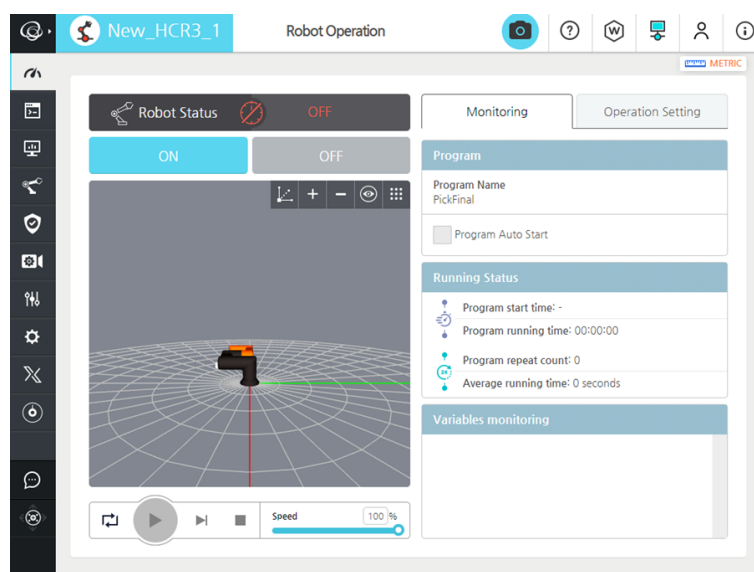 New_HCR3_1
Robot Operation
METRIC
Robot Status
OFF
ON
OFF
Monitoring
Operation Setting
Program
Program Name
PickFinal
Program Auto Start
Running Status
Program start time: -
Program running time: 00:00:00
Program repeat count: 0
Average running time: 0 seconds
Variables monitoring
Speed
100 %